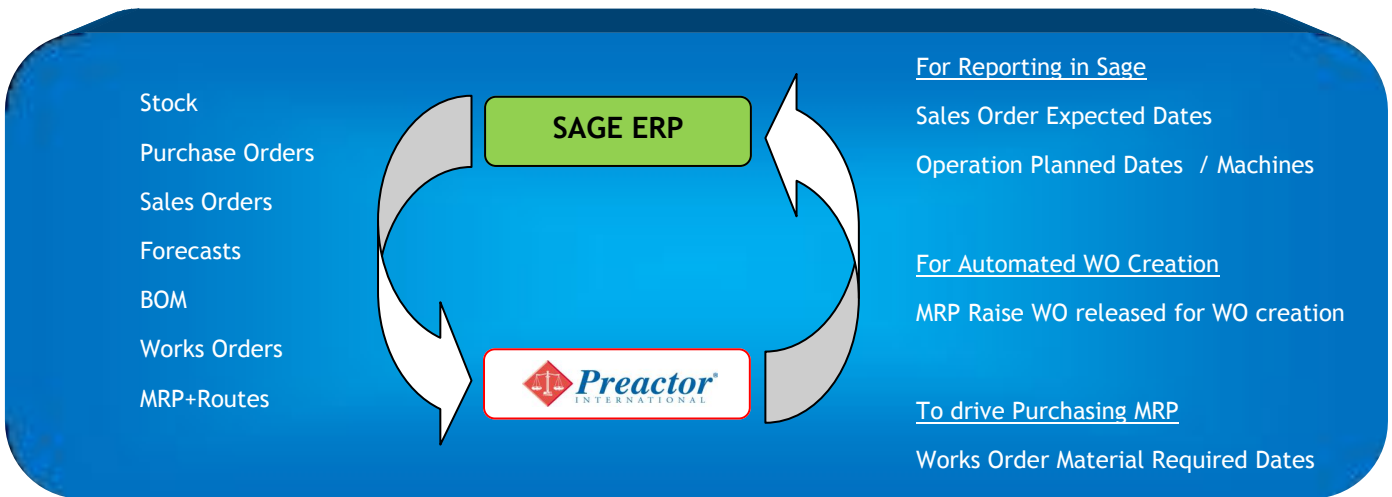 Stock
Purchase Orders
Sales Orders
Forecasts
BOM
Works Orders
MRP+Routes
SAGE ERP
Preactor®
INTERNATIONAL
For Reporting in Sage
Sales Order Expected Dates
Operation Planned Dates / Machines
For Automated WO Creation
MRP Raise WO released for WO creation
To drive Purchasing MRP
Works Order Material Required Dates